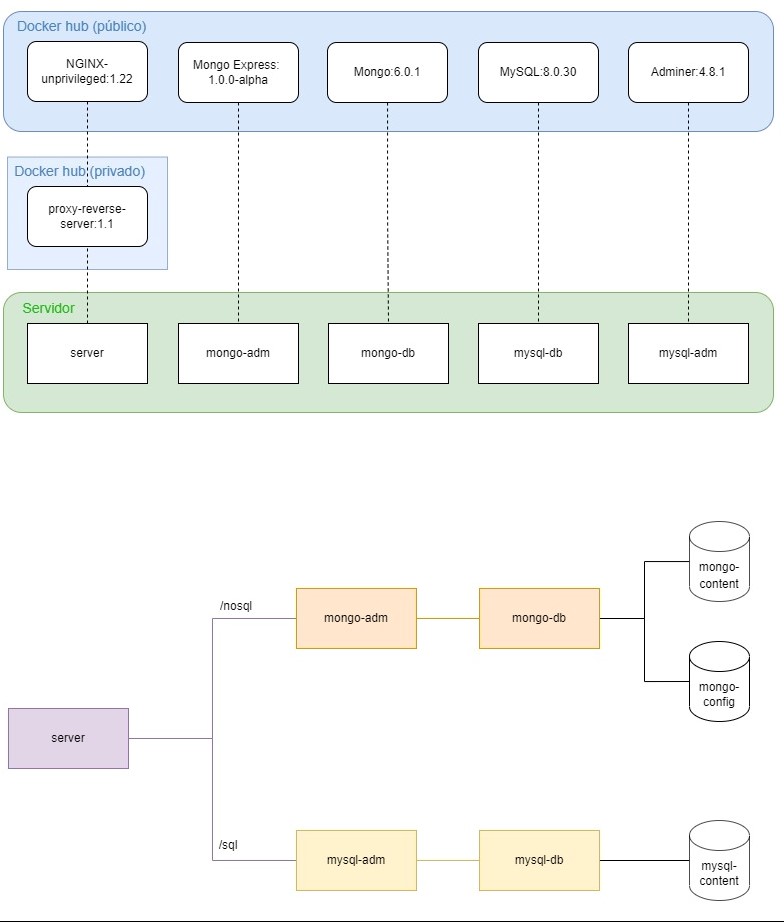 Docker hub (público)
NGINX-
unprivileged:1.22
Mongo Express:
1.0.0-alpha
Mongo:6.0.1
MySQL:8.0.30
Adminer:4.8.1
Docker hub (privado)
proxy-reverse-
server:1.1
Servidor
server
mongo-adm
mongo-db
mysql-db
mysql-adm
/nosql
mongo-adm
mongo-db
mongo-
content
mongo-
config
server
/sql
mysql-adm
mysql-db
mysql-
content